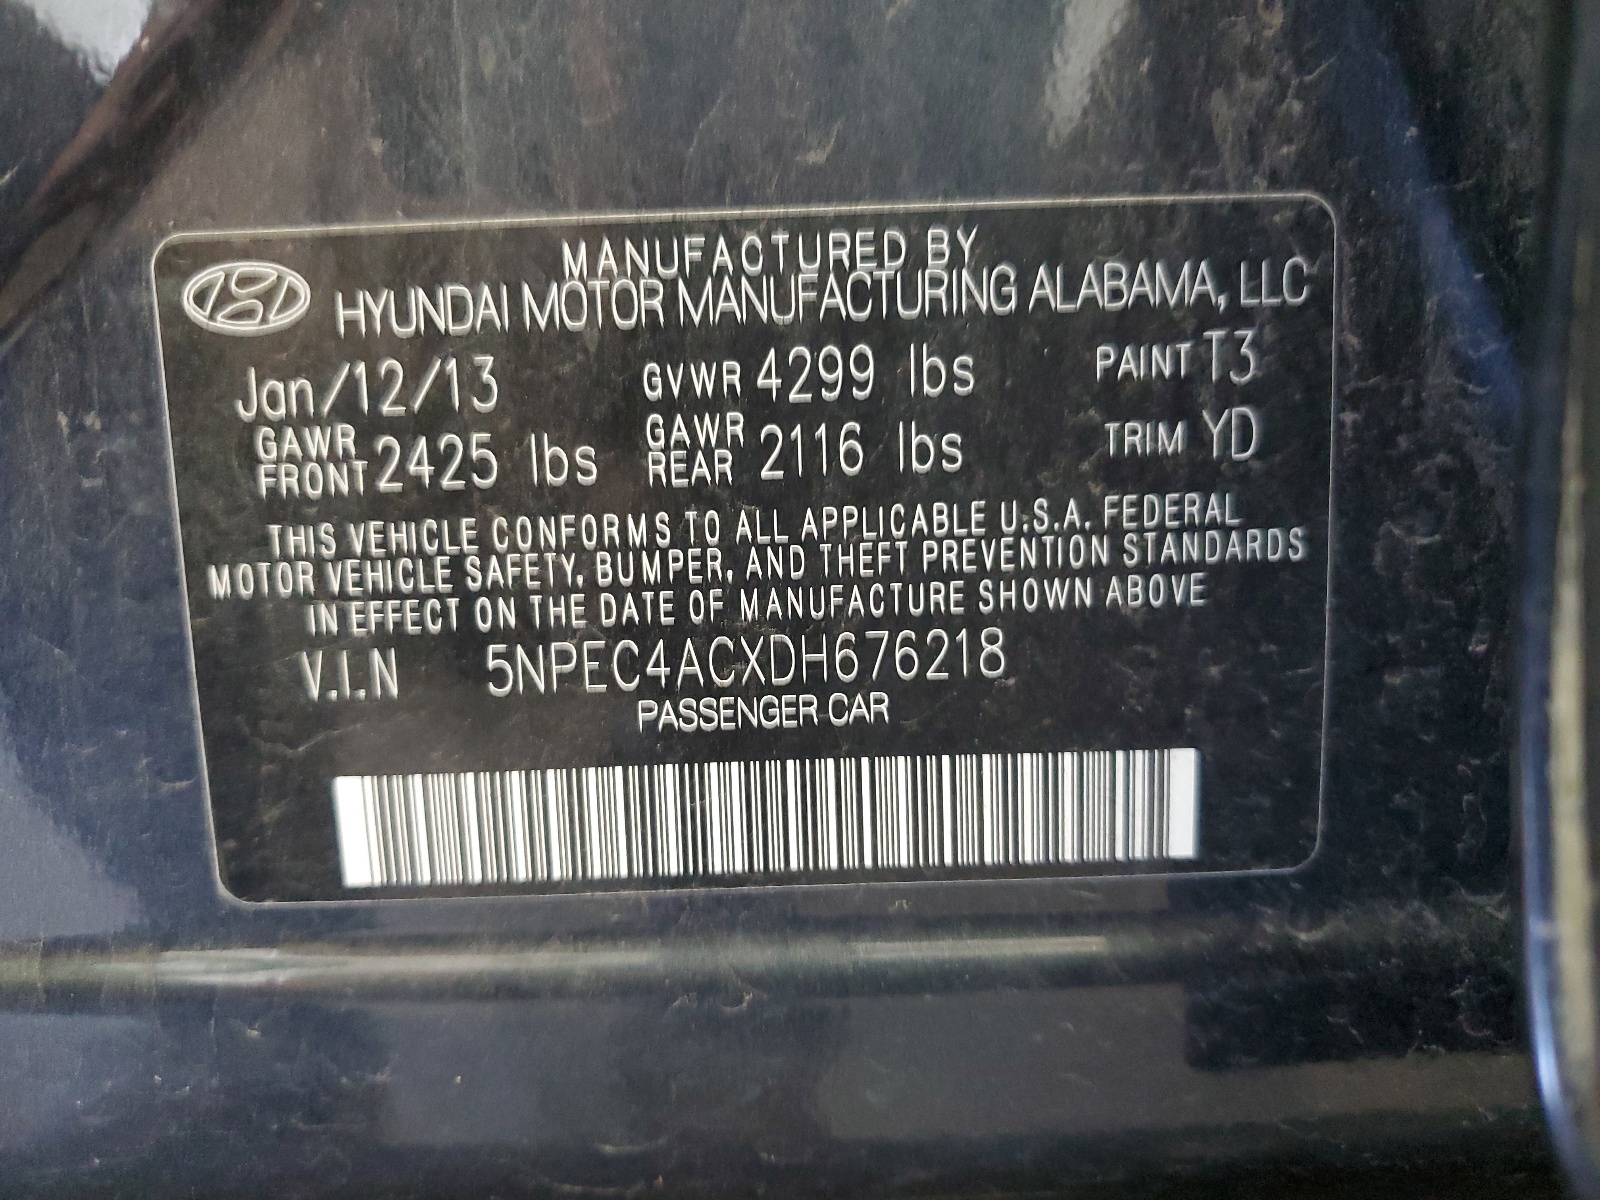 MANUFACTURED BY
HYUNDAI MOTOR MANUFACTURING ALABAMA, LLC
Jan/12/13 GVWR 4299 lbs PAINT T3
GAWR FRONT 2425 lbs GAWR REAR 2116 lbs TRIM YD
THIS VEHICLE CONFORMS TO ALL APPLICABLE U.S.A. FEDERAL
MOTOR VEHICLE SAFETY, BUMPER, AND THEFT PREVENTION STANDARDS
IN EFFECT ON THE DATE OF MANUFACTURE SHOWN ABOVE
V.I.N 5NPEC4ACXDH676218
PASSENGER CAR